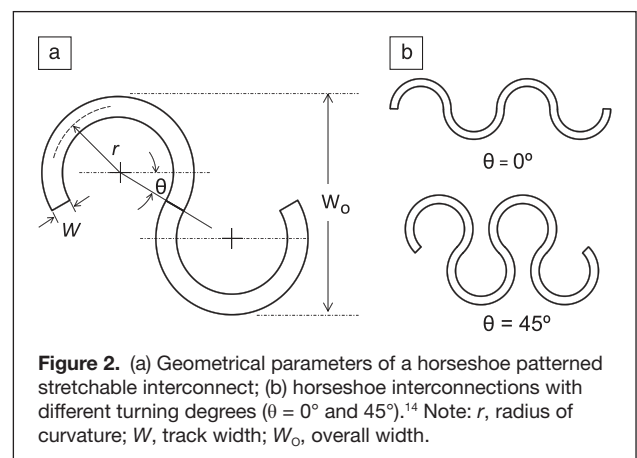 a
b
r
θ
W
Wₒ
θ = 0º
θ = 45º
Figure 2. (a) Geometrical parameters of a horseshoe patterned
stretchable interconnect; (b) horseshoe interconnections with
different turning degrees (θ = 0° and 45°).¹⁴ Note: r, radius of
curvature; W, track width; Wₒ, overall width.